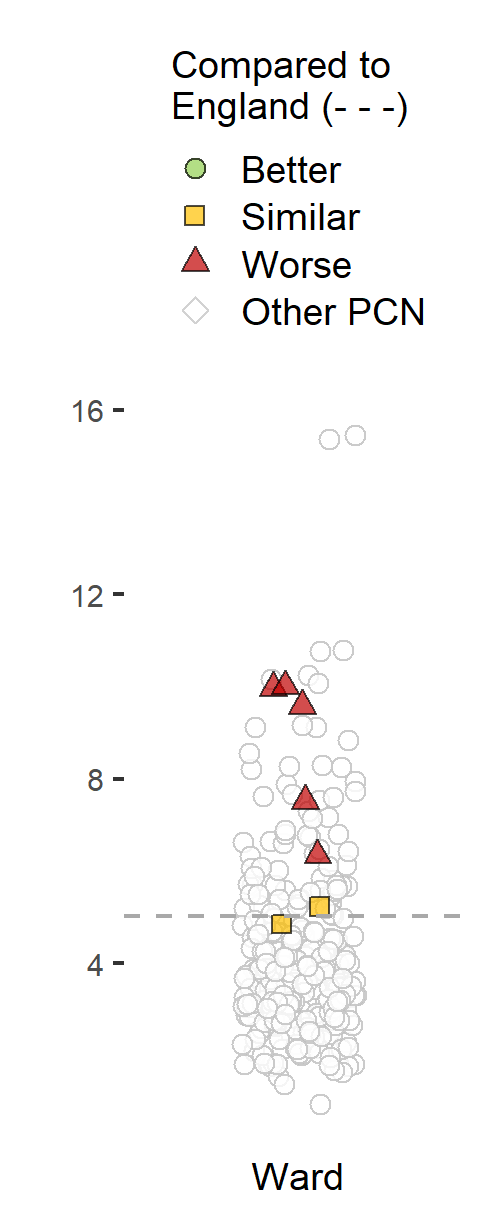 Compared to
England (- - -)
Better
Similar
Worse
Other PCN
16
12
8
4
Ward